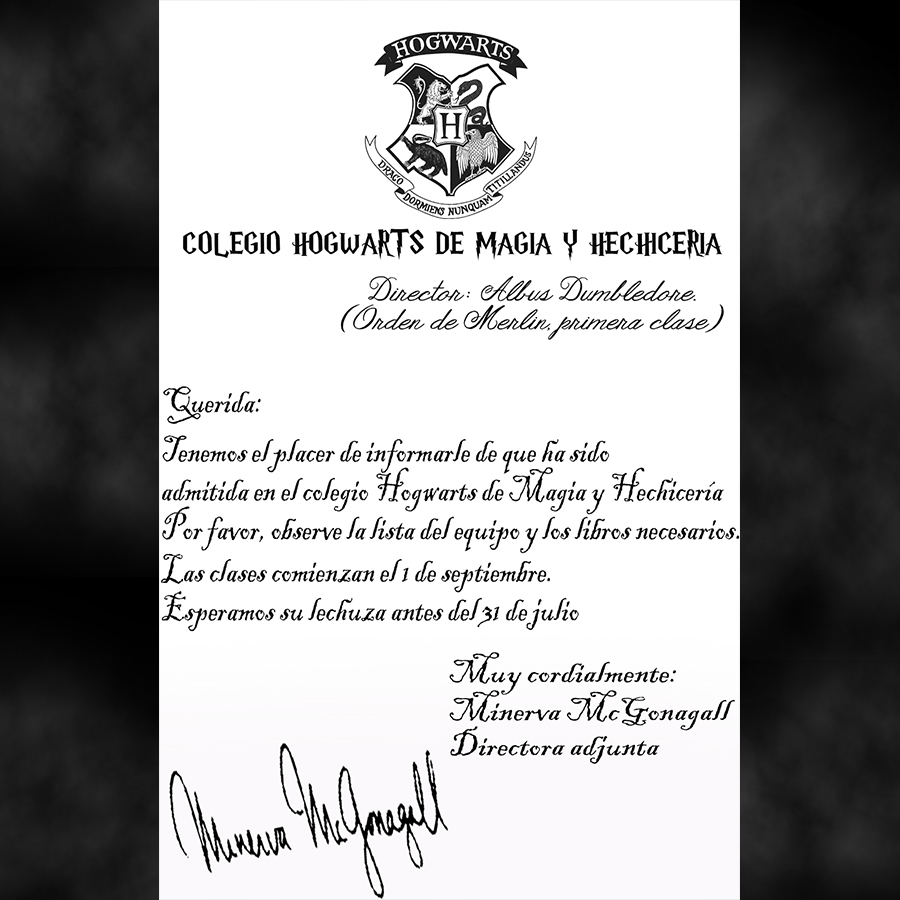 HOGWARTS
H
DRACO DORMIENS NUNQUAM TITILLANDUS
COLEGIO HOGWARTS DE MAGIA Y HECHICERIA
Director: Albus Dumbledore.
(Orden de Merlin, primera clase)
Querida:
Tenemos el placer de informarle de que ha sido
admitida en el colegio Hogwarts de Magia y Hechicería
Por favor, observe la lista del equipo y los libros necesarios.
Las clases comienzan el 1 de septiembre.
Esperamos su lechuza antes del 31 de julio
Muy cordialmente:
Minerva McGonagall
Directora adjunta
Minerva McGonagall